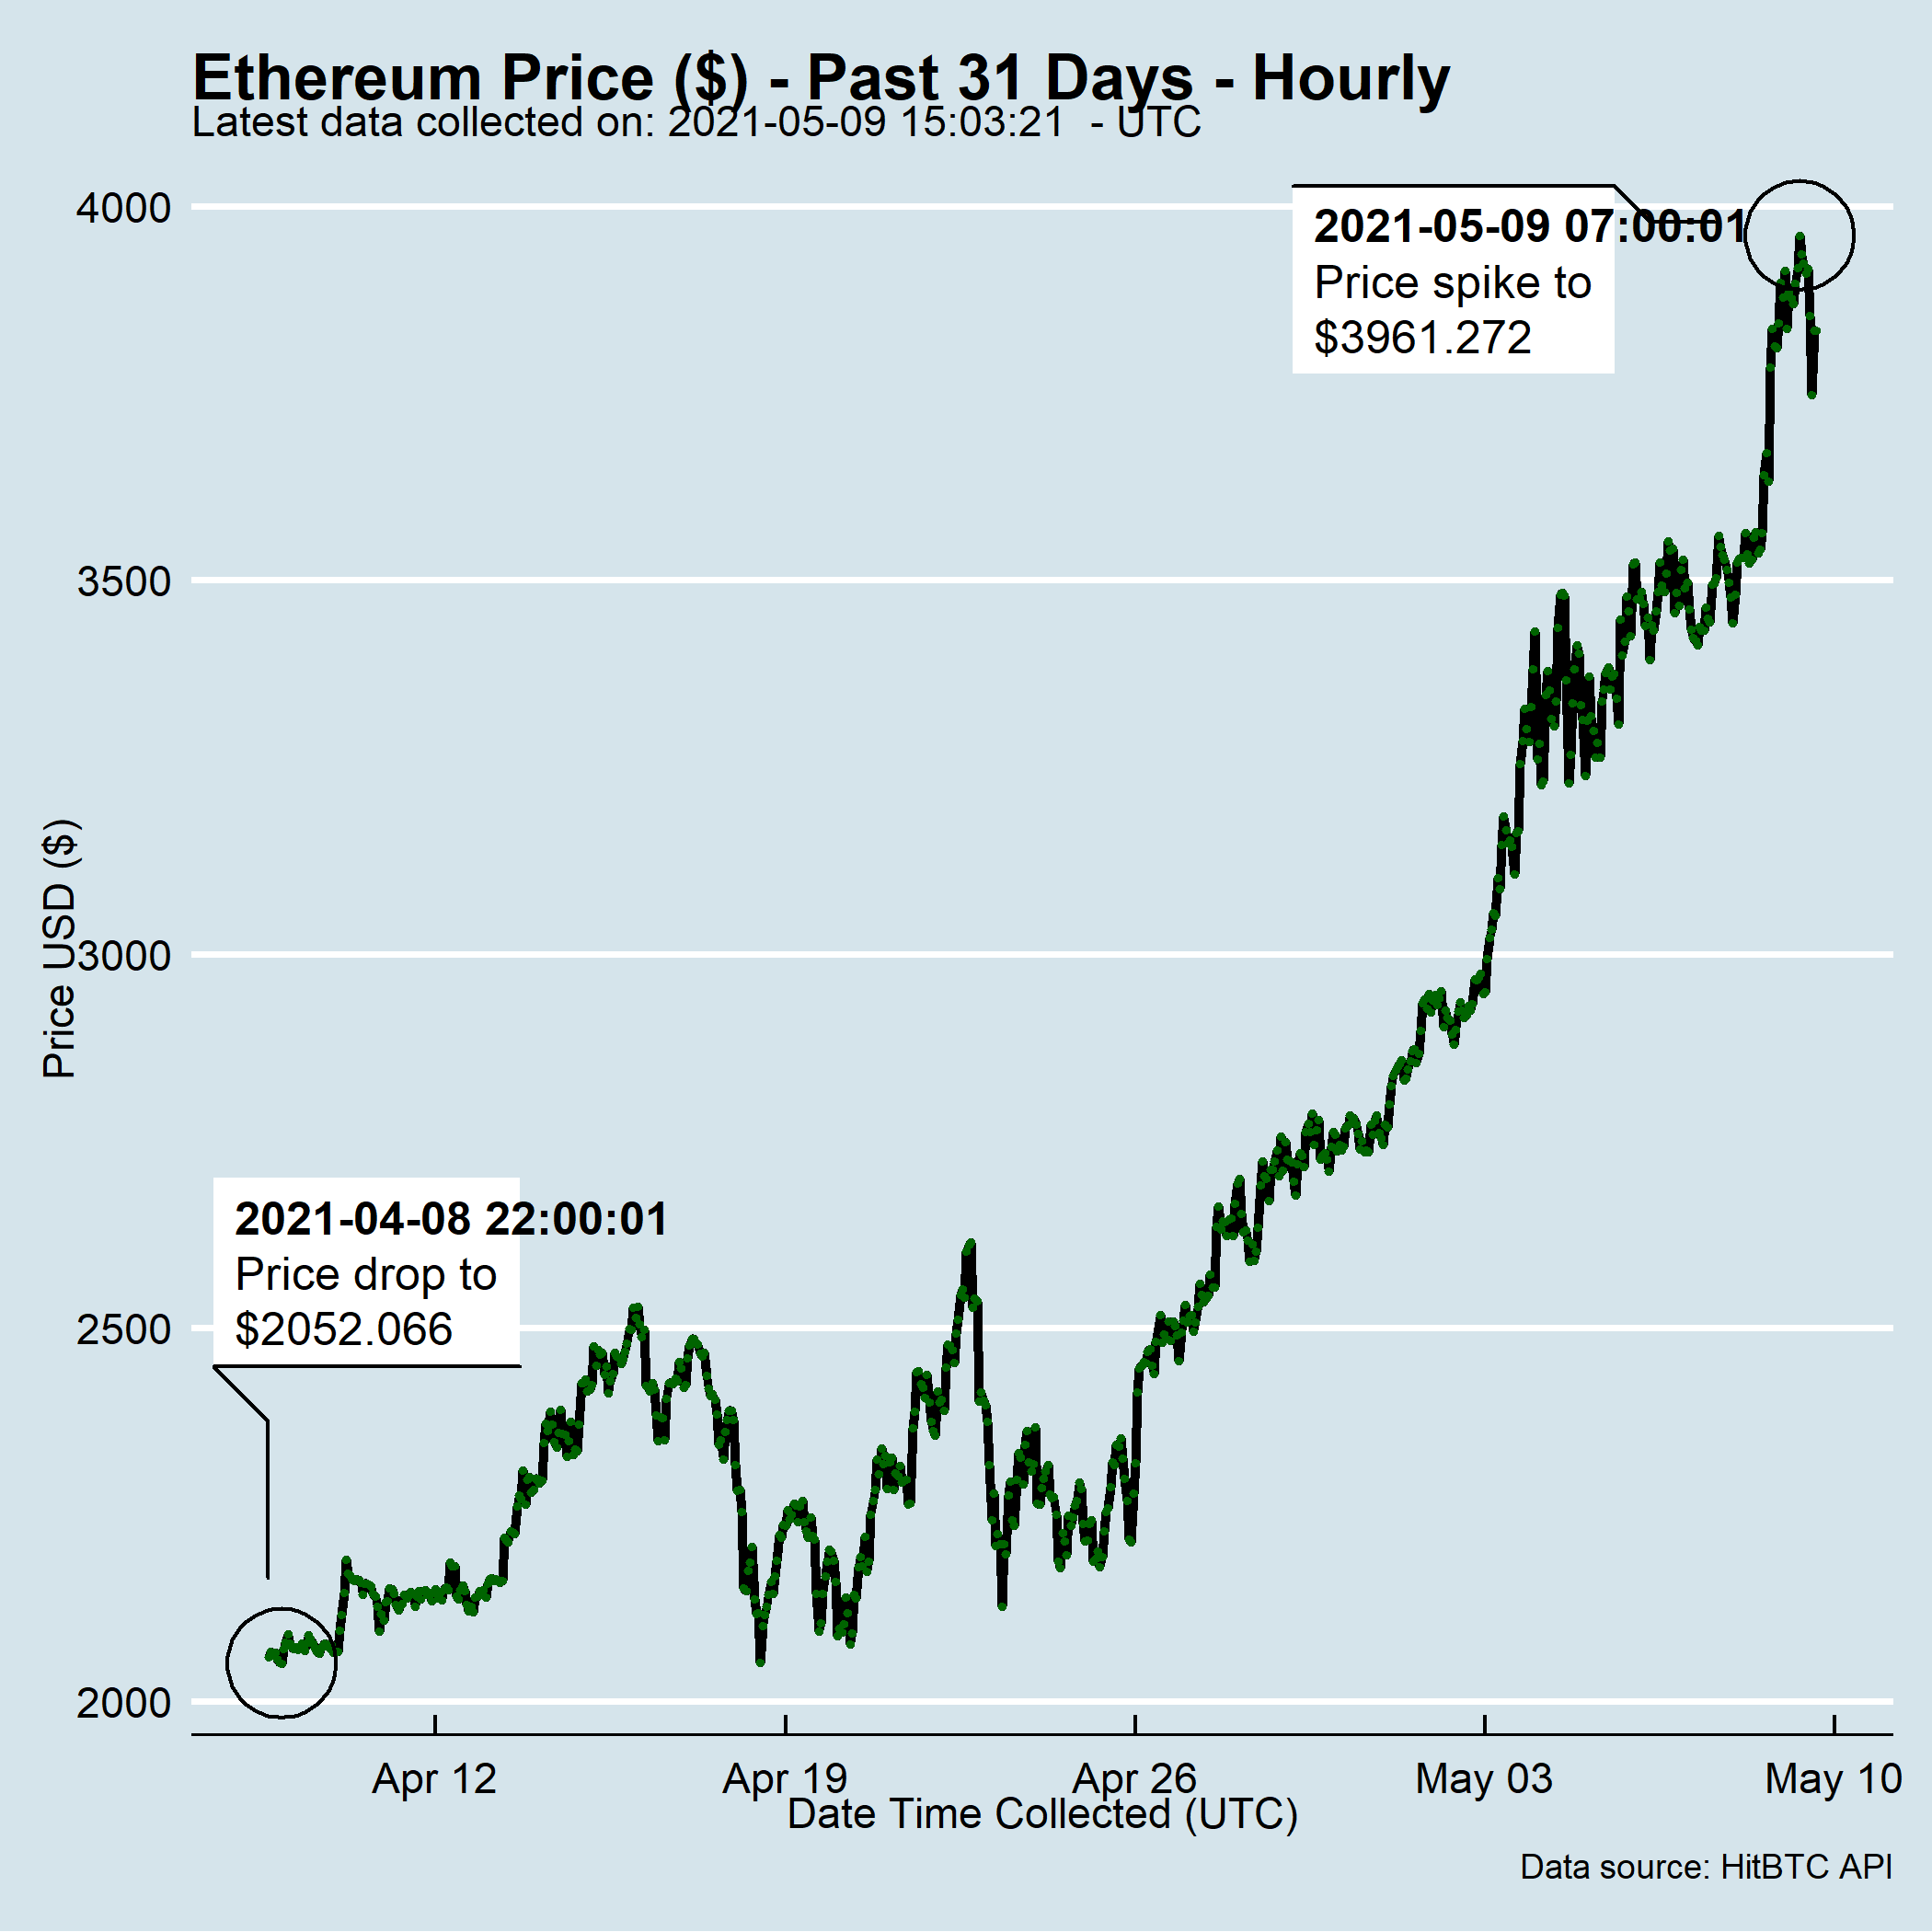 Ethereum Price ($) - Past 31 Days - Hourly
Latest data collected on: 2021-05-09 15:03:21  - UTC
4000
3500
3000
2500
2000
Price USD ($)
2021-05-09 07:00:01
Price spike to
$3961.272
2021-04-08 22:00:01
Price drop to
$2052.066
Apr 12
Apr 19
Apr 26
May 03
May 10
Date Time Collected (UTC)
Data source: HitBTC API